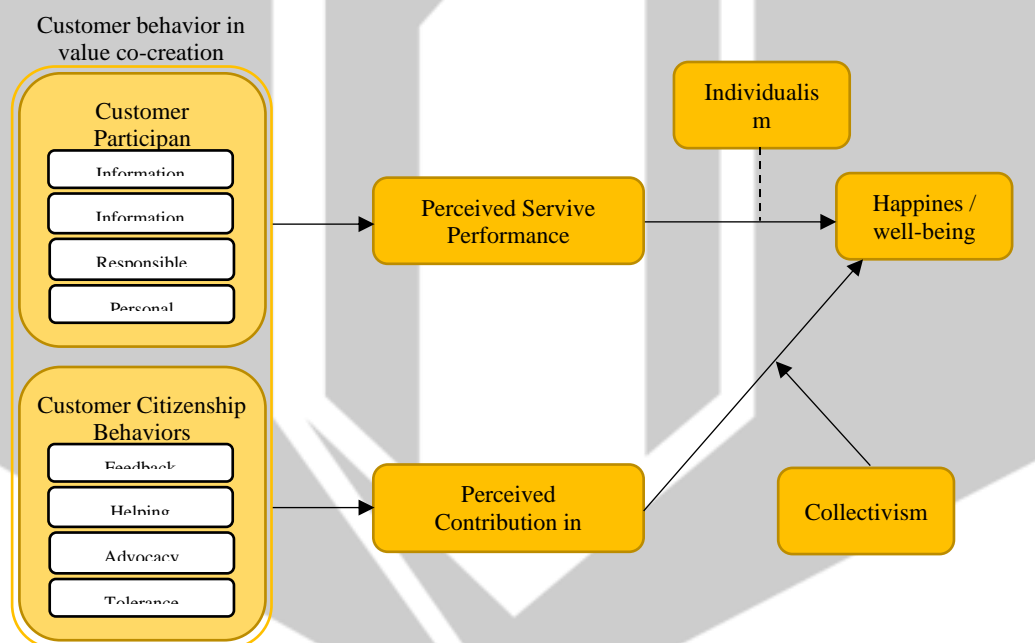 Customer behavior in
value co-creation
Customer
Participan
Information
Information
Responsible
Personal
Customer Citizenship
Behaviors
Feedback
Helping
Advocacy
Tolerance
Perceived Servive
Performance
Perceived
Contribution in
Individualis
m
Happines /
well-being
Collectivism